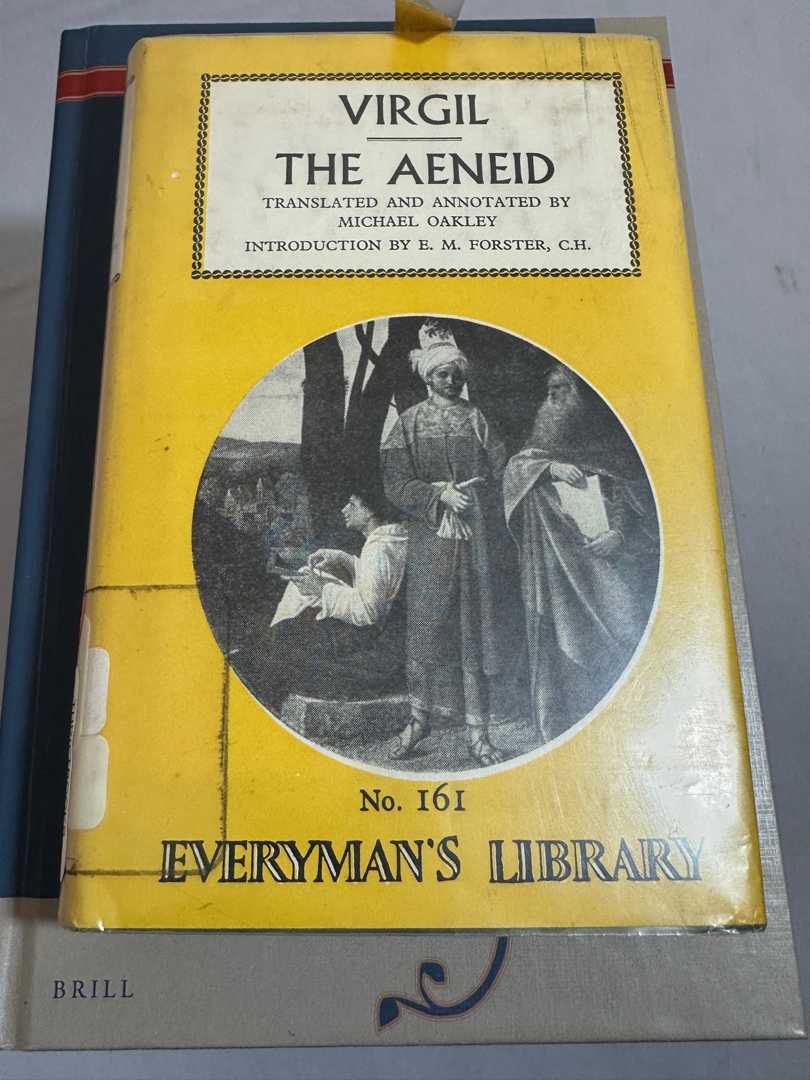 VIRGIL
THE AENEID
TRANSLATED AND ANNOTATED BY
MICHAEL OAKLEY
INTRODUCTION BY E. M. FORSTER, C.H.
No. 161
EVERYMAN'S LIBRARY
BRILL